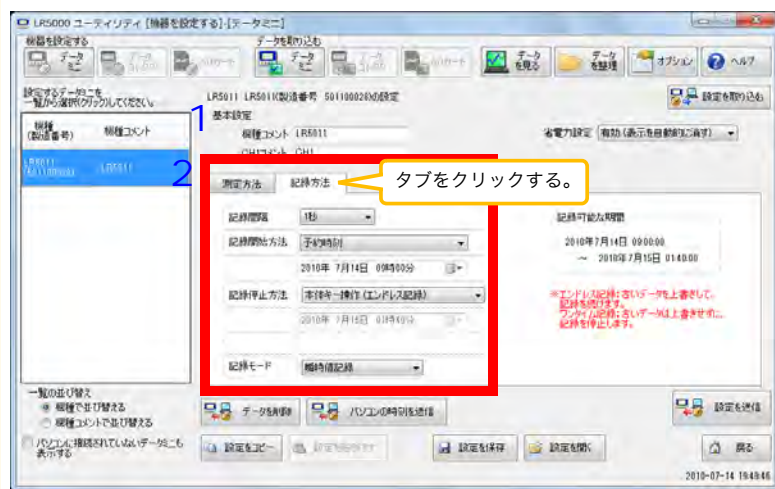 LR5000 ユーティリティ [機器を設定する]-[データミニ]
機器を設定する
データを取り込む
データミニ
データミニ
データを見る
データを整理
オプション
ヘルプ
設定するデータミニを
一覧から選択(クリック)してください。
機種
(製造番号)
機種コメント
LR5011
LR5011
1
2
LR5011 LR5011(製造番号 501100028)の設定
設定を取り込む
基本設定
機種コメント LR5011
省電力設定 有効 (表示を自動的に消す)
CH1コメント CH1
測定方法
記録方法
タブをクリックする。
記録間隔 1秒
記録開始方法 予約時刻
2010年 7月14日 09時00分
記録停止方法 本体キー操作 (エンドレス記録)
記録モード 瞬時値記録
記録可能な期間
2010年7月14日 09:00:00
～ 2010年7月15日 01:40:00
※エンドレス記録:古いデータを上書きして、
記録を続けます。
ワンタイム記録:古いデータは上書きせずに、
記録を停止します。
一覧の並び替え
機種で並び替える
機種コメントで並び替える
パソコンに接続されていないデータミニも
表示する
データを削除
パソコンの時刻を送信
設定を送信
設定をコピー
設定を保存
設定を開く
戻る
2010-07-14 19:48:46